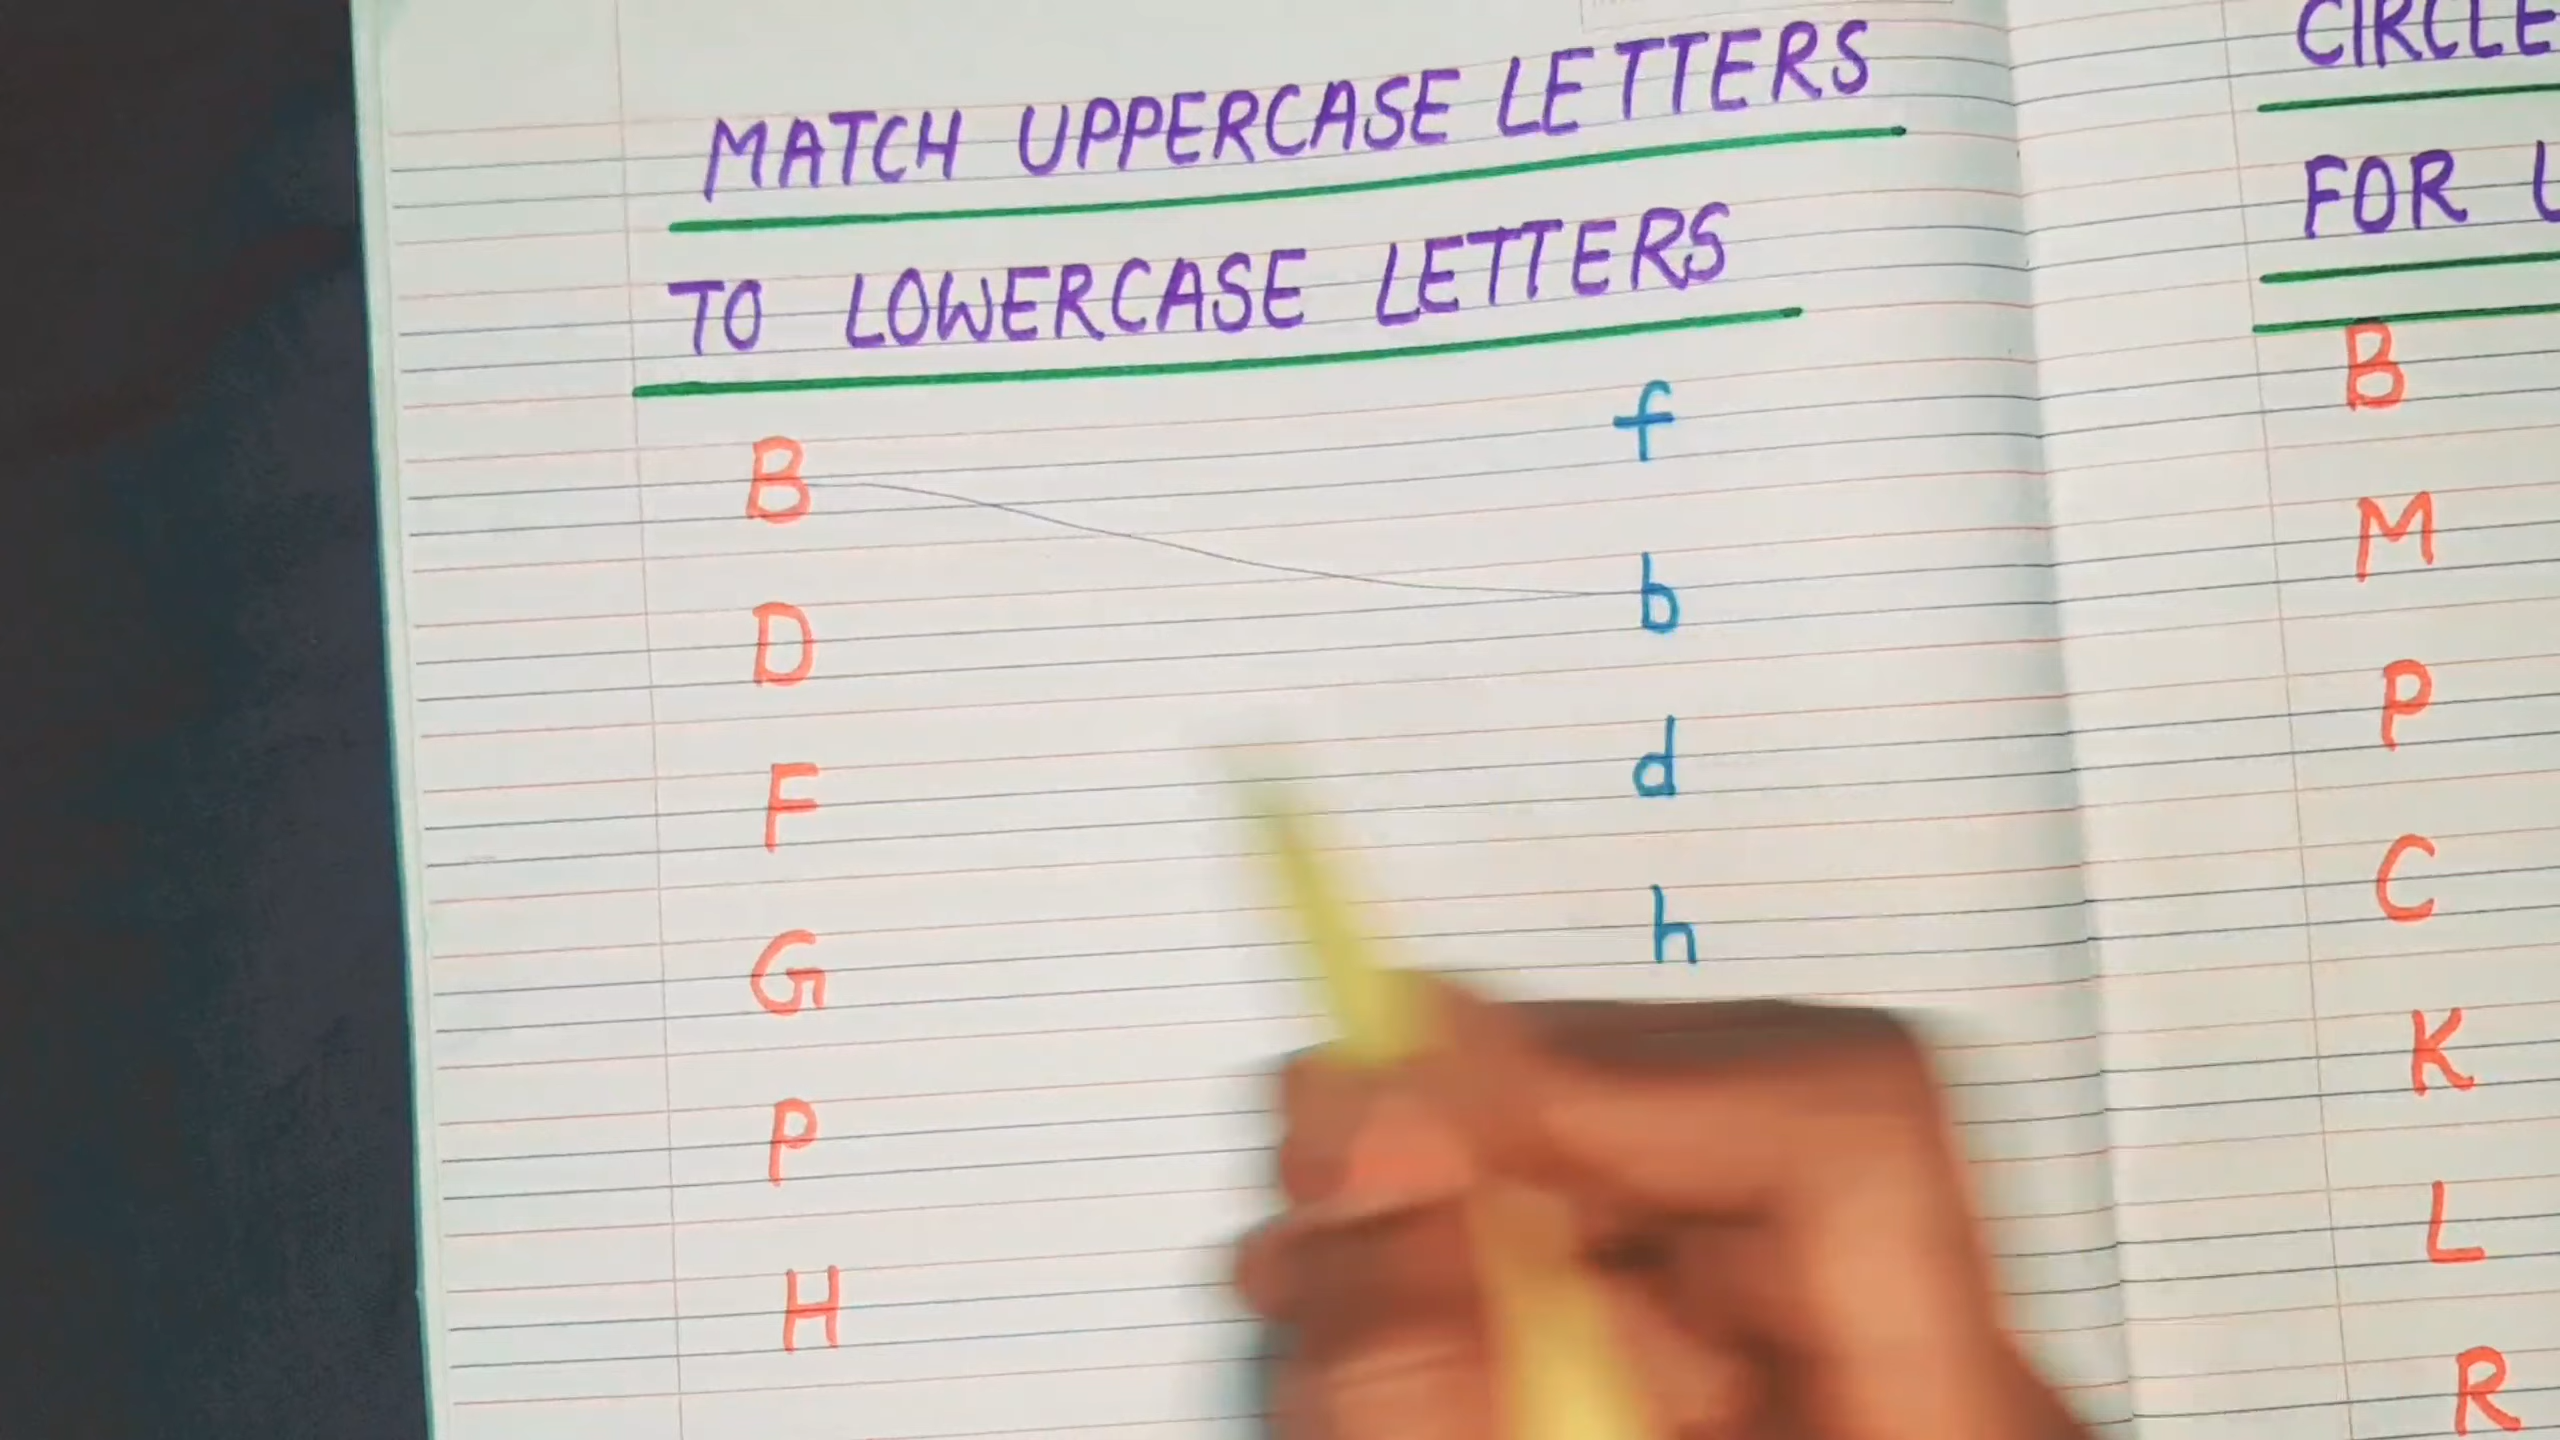 MATCH UPPERCASE LETTERS
TO LOWERCASE LETTERS
B f
D b
F d
G h
P
H
CIRCLE
FOR
B
M
P
C
K
L
R